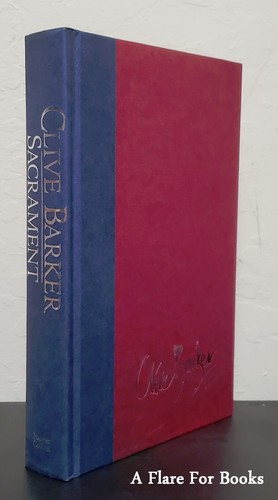 CLIVE BARKER
SACRAMENT
Clive Barker
A Flare For Books